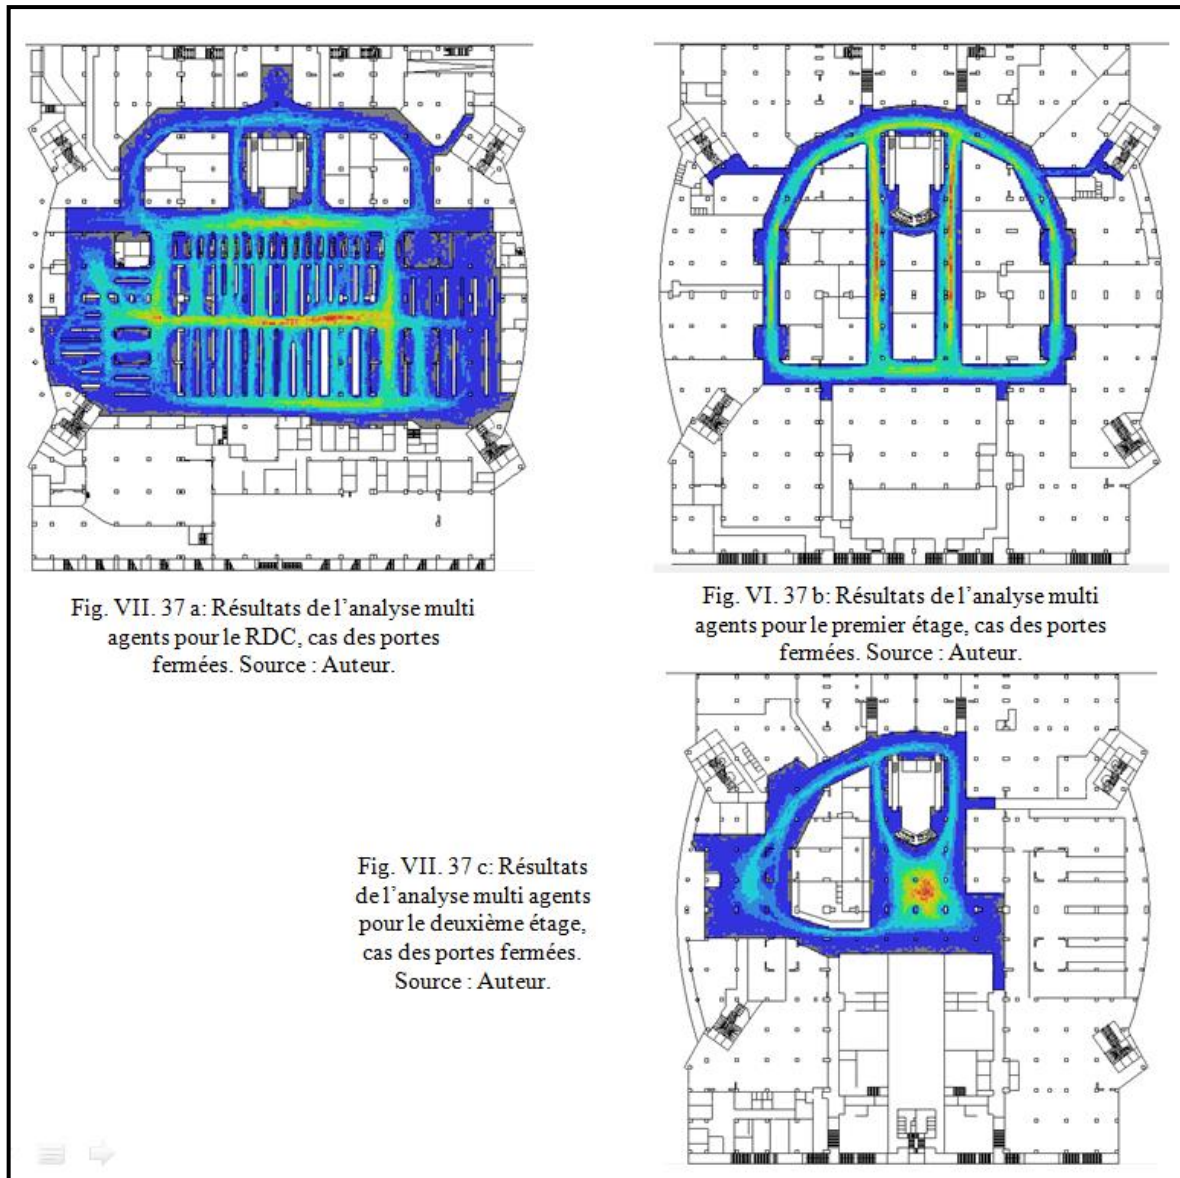 Fig. VII. 37 a: Résultats de l'analyse multi
agents pour le RDC, cas des portes
fermées. Source : Auteur.
Fig. VI. 37 b: Résultats de l'analyse multi
agents pour le premier étage, cas des portes
fermées. Source : Auteur.
Fig. VII. 37 c: Résultats
de l'analyse multi agents
pour le deuxième étage,
cas des portes fermées.
Source : Auteur.